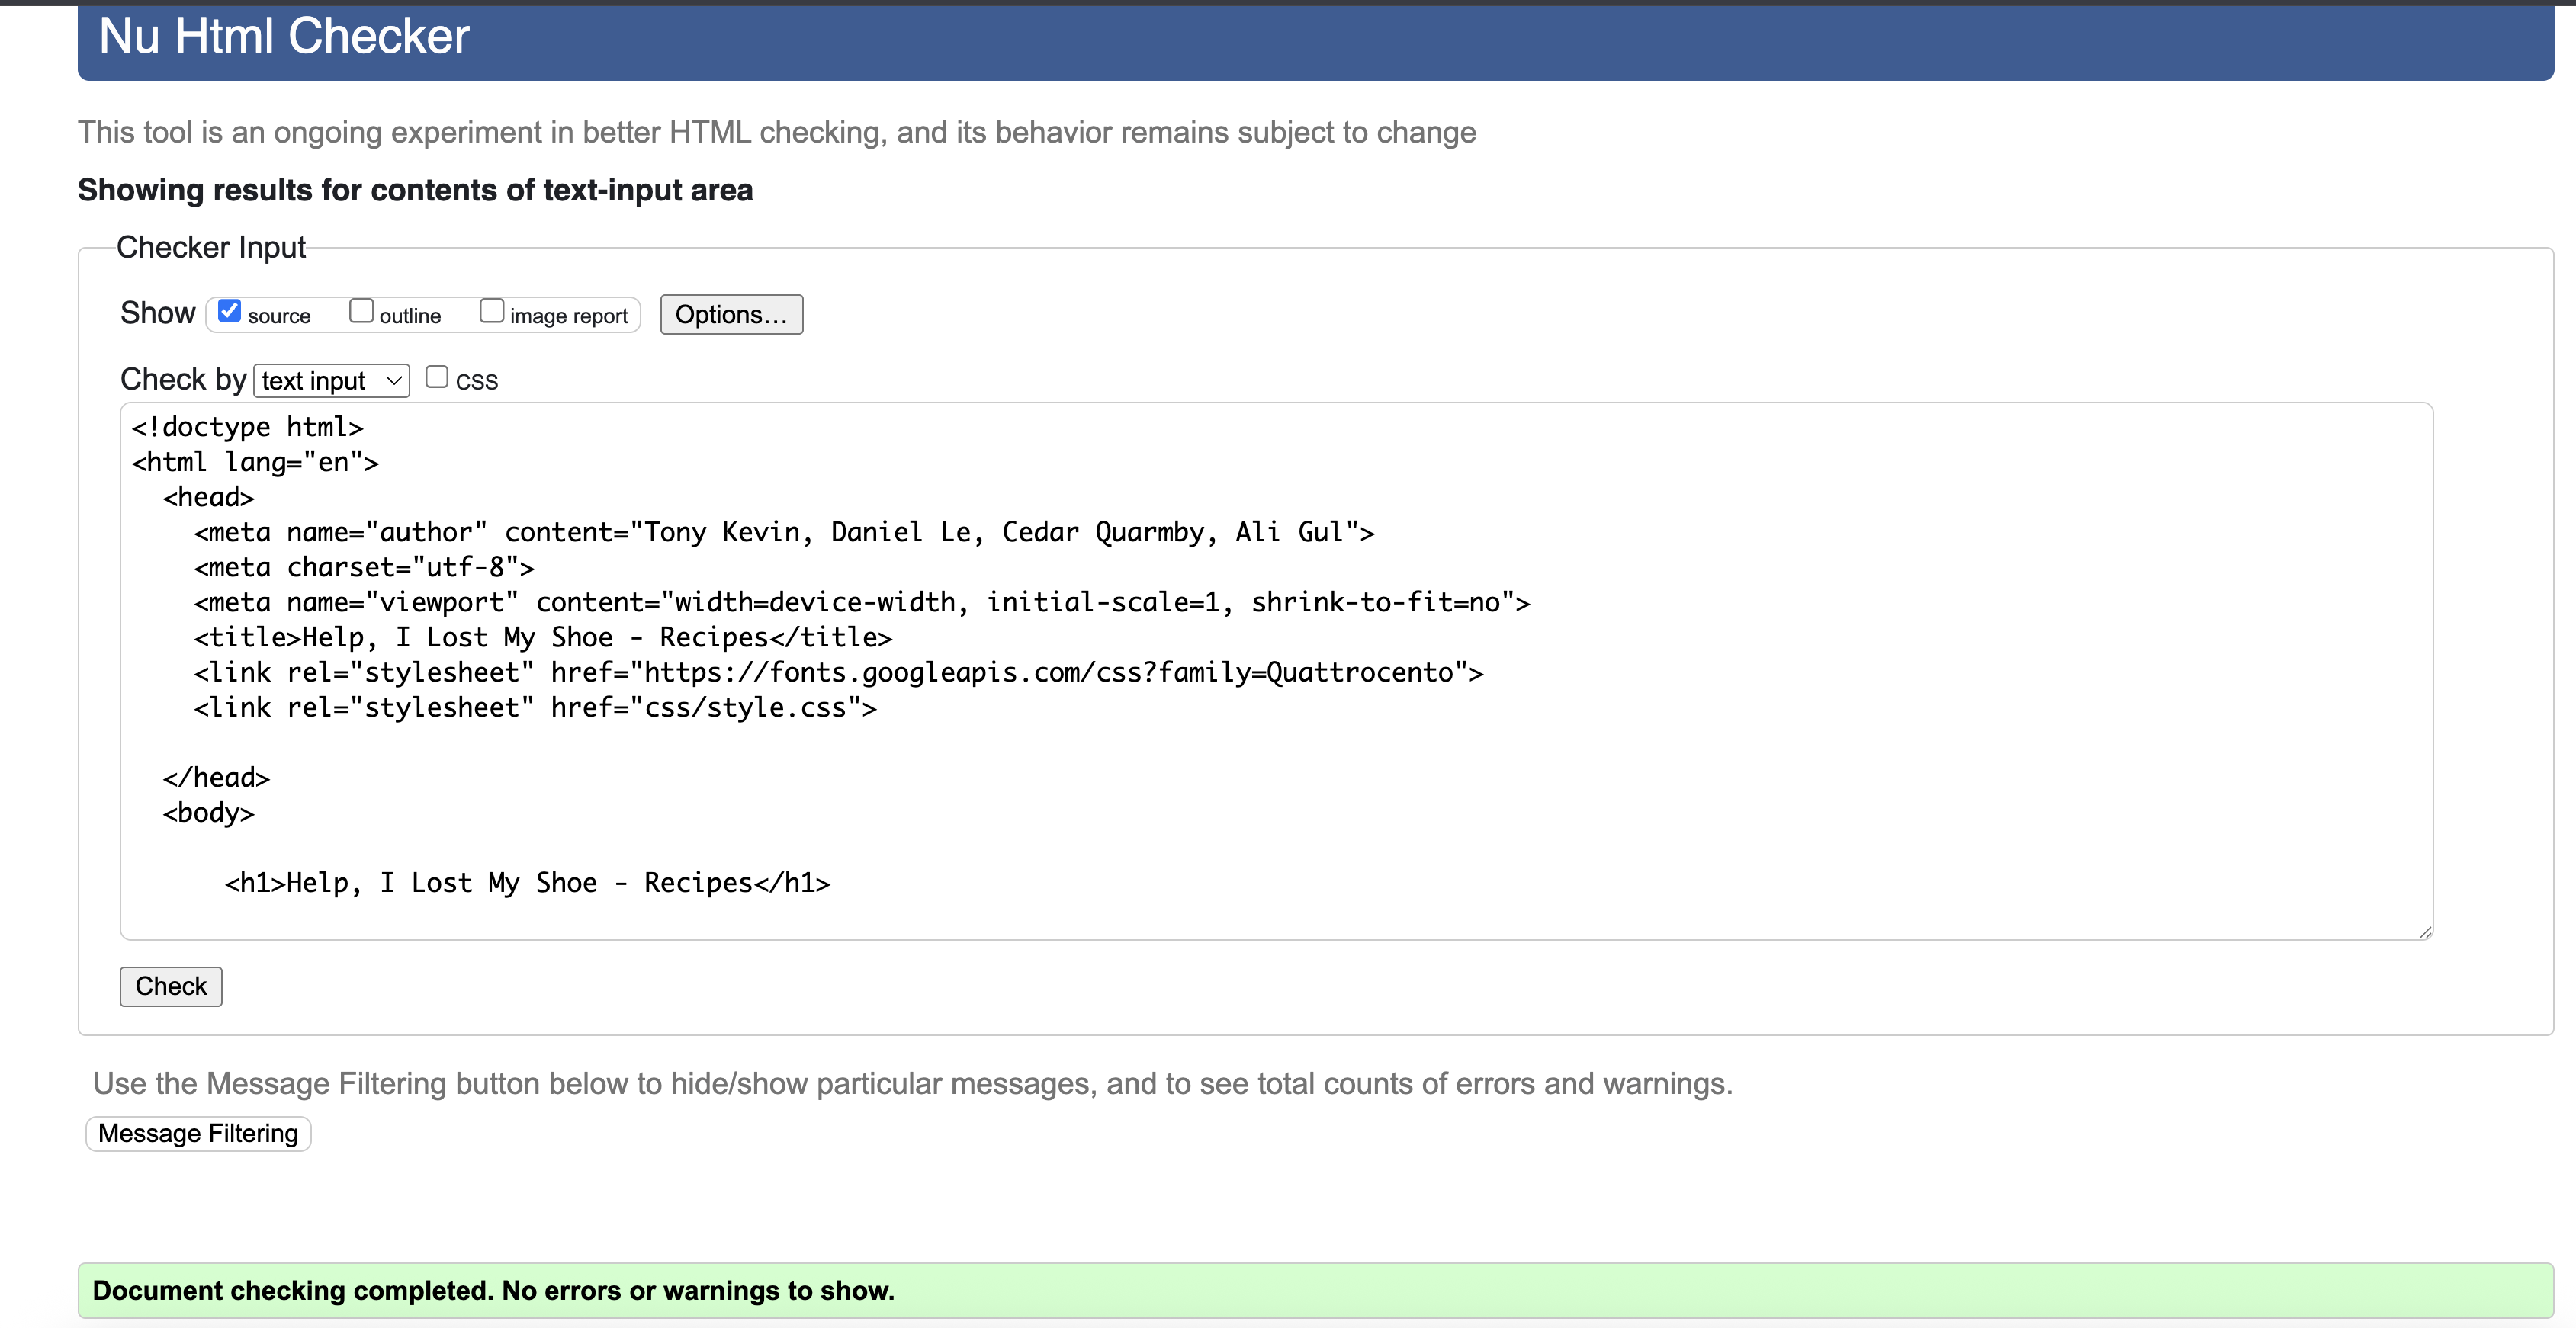 Nu Html Checker
This tool is an ongoing experiment in better HTML checking, and its behavior remains subject to change
Showing results for contents of text-input area
Checker Input
Show source outline image report Options...
Check by text input CSS
<!doctype html>
<html lang="en">
  <head>
    <meta name="author" content="Tony Kevin, Daniel Le, Cedar Quarmby, Ali Gul">
    <meta charset="utf-8">
    <meta name="viewport" content="width=device-width, initial-scale=1, shrink-to-fit=no">
    <title>Help, I Lost My Shoe - Recipes</title>
    <link rel="stylesheet" href="https://fonts.googleapis.com/css?family=Quattrocento">
    <link rel="stylesheet" href="css/style.css">
  </head>
  <body>
      <h1>Help, I Lost My Shoe - Recipes</h1>
Check
Use the Message Filtering button below to hide/show particular messages, and to see total counts of errors and warnings.
Message Filtering
Document checking completed. No errors or warnings to show.